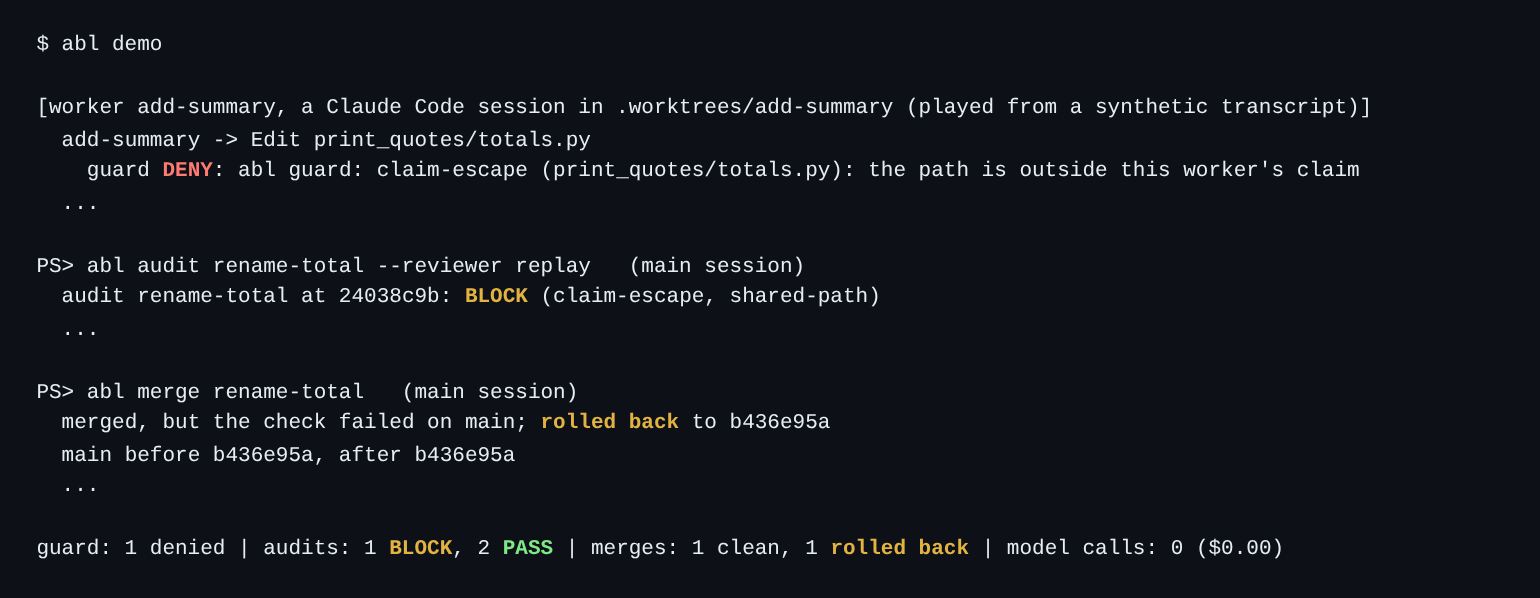 $ abl demo
[worker add-summary, a Claude Code session in .worktrees/add-summary (played from a synthetic transcript)]
add-summary -> Edit print_quotes/totals.py
guard DENY: abl guard: claim-escape (print_quotes/totals.py): the path is outside this worker's claim
...
PS> abl audit rename-total --reviewer replay   (main session)
audit rename-total at 24038c9b: BLOCK (claim-escape, shared-path)
...
PS> abl merge rename-total   (main session)
merged, but the check failed on main; rolled back to b436e95a
main before b436e95a, after b436e95a
...
guard: 1 denied | audits: 1 BLOCK, 2 PASS | merges: 1 clean, 1 rolled back | model calls: 0 ($0.00)